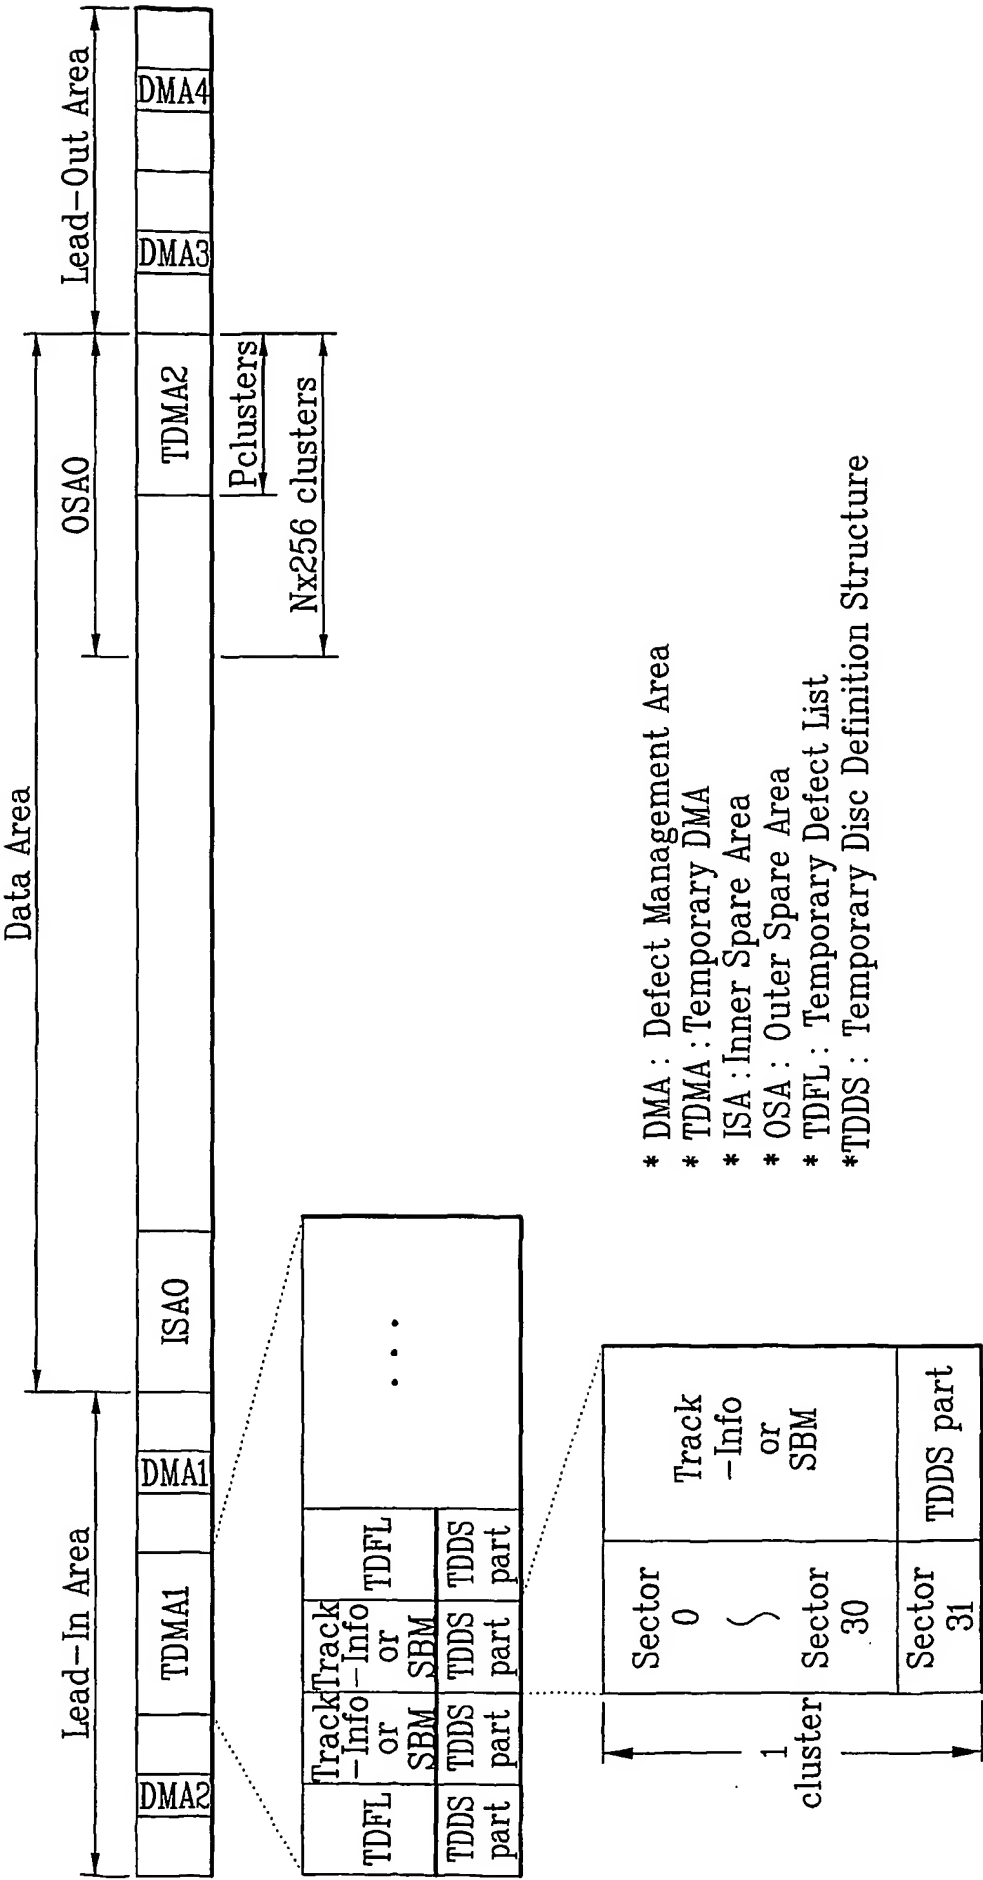 Data Area
Lead-In Area
OSA0
Lead-Out Area
DMA2
TDMA1
DMA1
ISA0
TDMA2
DMA3
DMA4
Pclusters
Nx256 clusters
TDFL
Track
-Info
or
SBM
Track
-Info
or
SBM
TDFL
...
TDDS
part
TDDS
part
TDDS
part
TDDS
part
1
cluster
Sector
0
~
Sector
30
Track
-Info
or
SBM
Sector
31
TDDS part
* DMA : Defect Management Area
* TDMA : Temporary DMA
* ISA : Inner Spare Area
* OSA : Outer Spare Area
* TDFL : Temporary Defect List
*TDDS : Temporary Disc Definition Structure